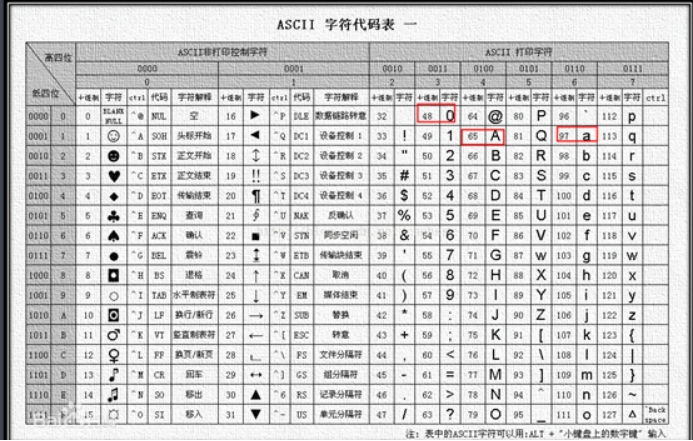 ASCII 字符代码表 一
高四位 ASCII非打印控制字符 ASCII 打印字符
0000 0001 0010 0011 0100 0101 0110 0111
低四位 0 1 2 3 4 5 6 7
十进制 字符 ctrl 代码 字符解释 十进制 字符 ctrl 代码 字符解释 十进制 字符 十进制 字符 十进制 字符 十进制 字符 十进制 字符 十进制 字符 ctrl
0000 0 0 BLANK NULL ^@ NUL 空 16 ► ^P DLE 数据链路转意 32 48 0 64 @ 80 P 96 ` 112 p
0001 1 1 ☺ ^A SOH 头标开始 17 ◄ ^Q DC1 设备控制 1 33 ! 49 1 65 A 81 Q 97 a 113 q
0010 2 2 ☻ ^B STX 正文开始 18 ↕ ^R DC2 设备控制 2 34 " 50 2 66 B 82 R 98 b 114 r
0011 3 3 ♥ ^C ETX 正文结束 19 ‼ ^S DC3 设备控制 3 35 # 51 3 67 C 83 S 99 c 115 s
0100 4 4 ♦ ^D EOT 传输结束 20 ¶ ^T DC4 设备控制 4 36 $ 52 4 68 D 84 T 100 d 116 t
0101 5 5 ♣ ^E ENQ 查询 21 ∮ ^U NAK 反确认 37 % 53 5 69 E 85 U 101 e 117 u
0110 6 6 ♠ ^F ACK 确认 22 ■ ^V SYN 同步空闲 38 & 54 6 70 F 86 V 102 f 118 v
0111 7 7 ● ^G BEL 震铃 23 ↨ ^W ETB 传输块结束 39 ' 55 7 71 G 87 w 103 g 119 w
1000 8 8 ◘ ^H BS 退格 24 ↑ ^X CAN 取消 40 ( 56 8 72 H 88 X 104 h 120 x
1001 9 9 ○ ^I TAB 水平制表符 25 ↓ ^Y EM 媒体结束 41 ) 57 9 73 I 89 Y 105 i 121 y
1010 A 10 ◙ ^J LF 换行/新行 26 → ^Z SUB 替换 42 * 58 : 74 J 90 Z 106 j 122 z
1011 B 11 ♂ ^K VT 竖直制表符 27 ← ^[ ESC 转意 43 + 59 ; 75 K 91 [ 107 k 123 {
1100 C 12 ♀ ^L FF 换页/新页 28 ∟ ^\ FS 文件分隔符 44 , 60 < 76 L 92 \ 108 l 124 |
1101 D 13 ♪ ^M CR 回车 29 ↔ ^] GS 组分隔符 45 - 61 = 77 M 93 ] 109 m 125 }
1110 E 14 ♫ ^N SO 移出 30 ▲ ^6 RS 记录分隔符 46 . 62 > 78 N 94 ^ 110 n 126 ~
1111 15 ☼ ^O SI 移入 31 ▼ ^- US 单元分隔符 47 / 63 ? 79 O 95 _ 111 o 127 Δ ^Back space
注：表中的ASCII字符可以用:ALT + "小键盘上的数字键" 输入